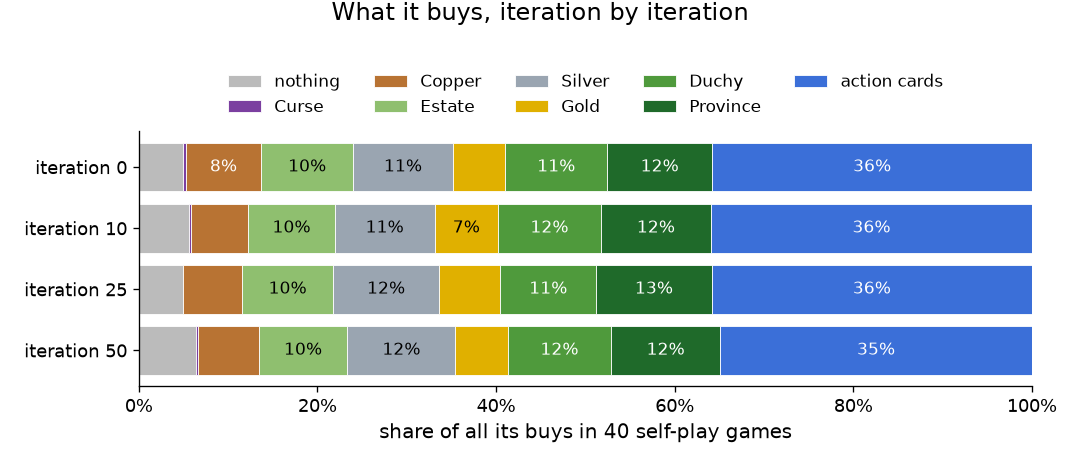 What it buys, iteration by iteration
nothing Copper Silver Duchy action cards
Curse Estate Gold Province
iteration 0 8% 10% 11% 11% 12% 36%
iteration 10 10% 11% 7% 12% 12% 36%
iteration 25 10% 12% 11% 13% 36%
iteration 50 10% 12% 12% 12% 35%
0% 20% 40% 60% 80% 100%
share of all its buys in 40 self-play games